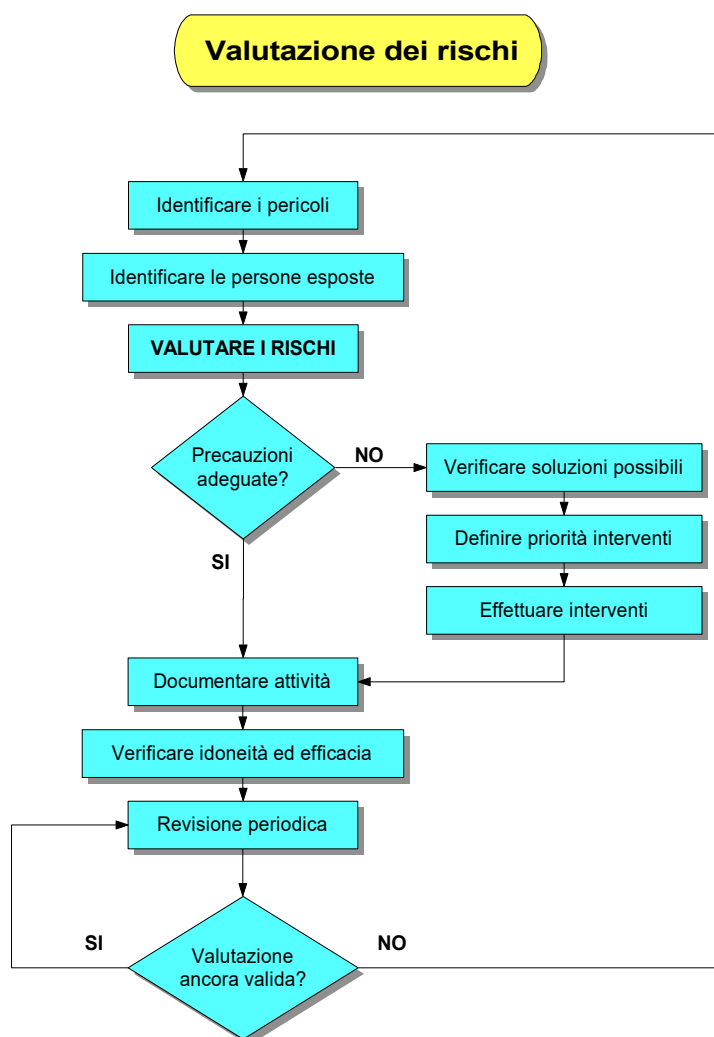 Valutazione dei rischi
Identificare i pericoli
Identificare le persone esposte
VALUTARE I RISCHI
Precauzioni
adeguate?
NO
Verificare soluzioni possibili
Definire priorità interventi
Effettuare interventi
SI
Documentare attività
Verificare idoneità ed efficacia
Revisione periodica
SI
Valutazione
ancora valida?
NO